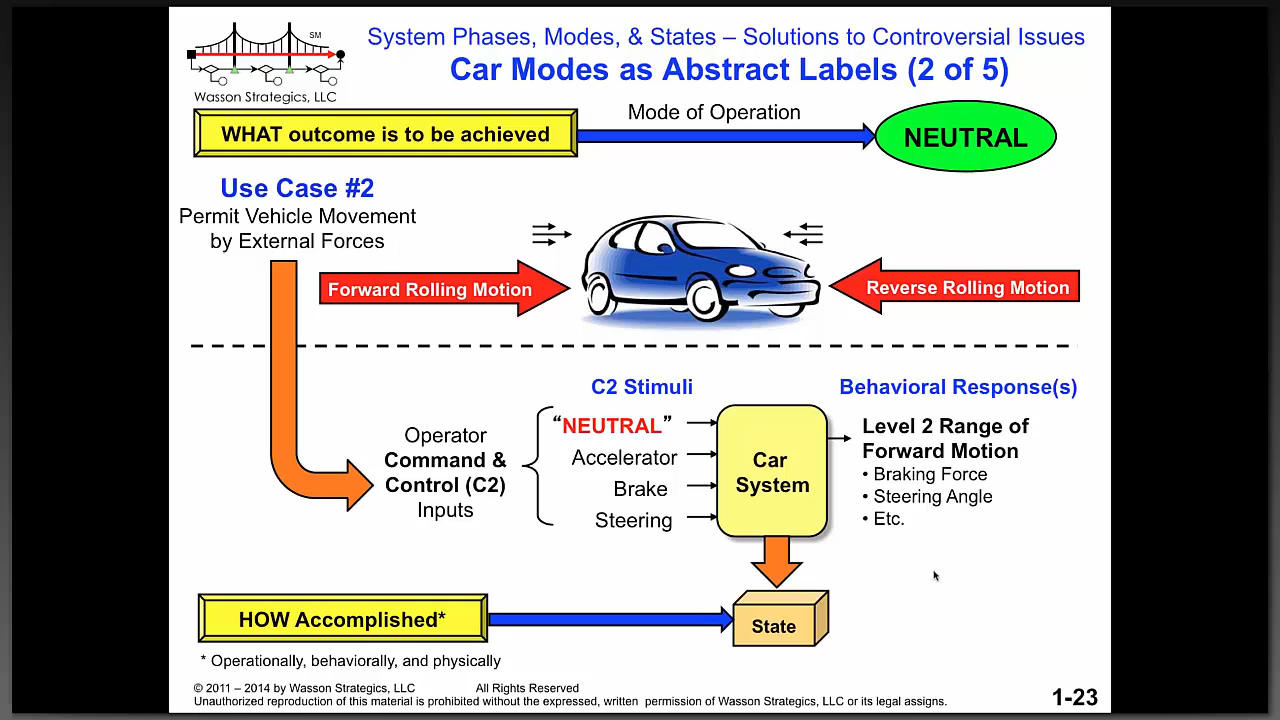 SM
Wasson Strategics, LLC
System Phases, Modes, & States – Solutions to Controversial Issues
Car Modes as Abstract Labels (2 of 5)
WHAT outcome is to be achieved
Mode of Operation
NEUTRAL
Use Case #2
Permit Vehicle Movement
by External Forces
Forward Rolling Motion
Reverse Rolling Motion
C2 Stimuli
Behavioral Response(s)
Operator
Command &
Control (C2)
Inputs
“NEUTRAL”
Accelerator
Brake
Steering
Car
System
Level 2 Range of
Forward Motion
• Braking Force
• Steering Angle
• Etc.
HOW Accomplished*
State
* Operationally, behaviorally, and physically
© 2011 – 2014 by Wasson Strategics, LLC All Rights Reserved
Unauthorized reproduction of this material is prohibited without the expressed, written permission of Wasson Strategics, LLC or its legal assigns.
1-23